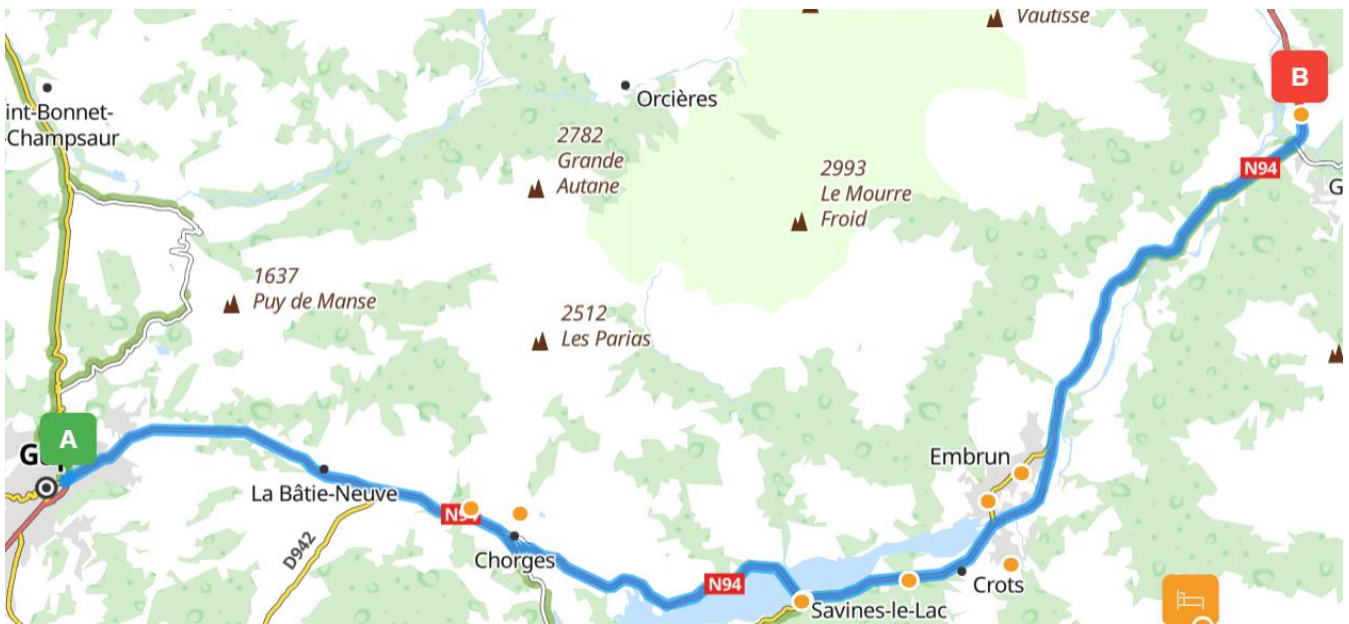 Vautisse
B
Orcières
int-Bonnet-
Champsaur
2782
Grande
Autane
2993
Le Mourre
Froid
N94
G
1637
Puy de Manse
2512
Les Parias
A
Embrun
La Bâtie-Neuve
D942
Chorges
N94
Crots
Savines-le-Lac